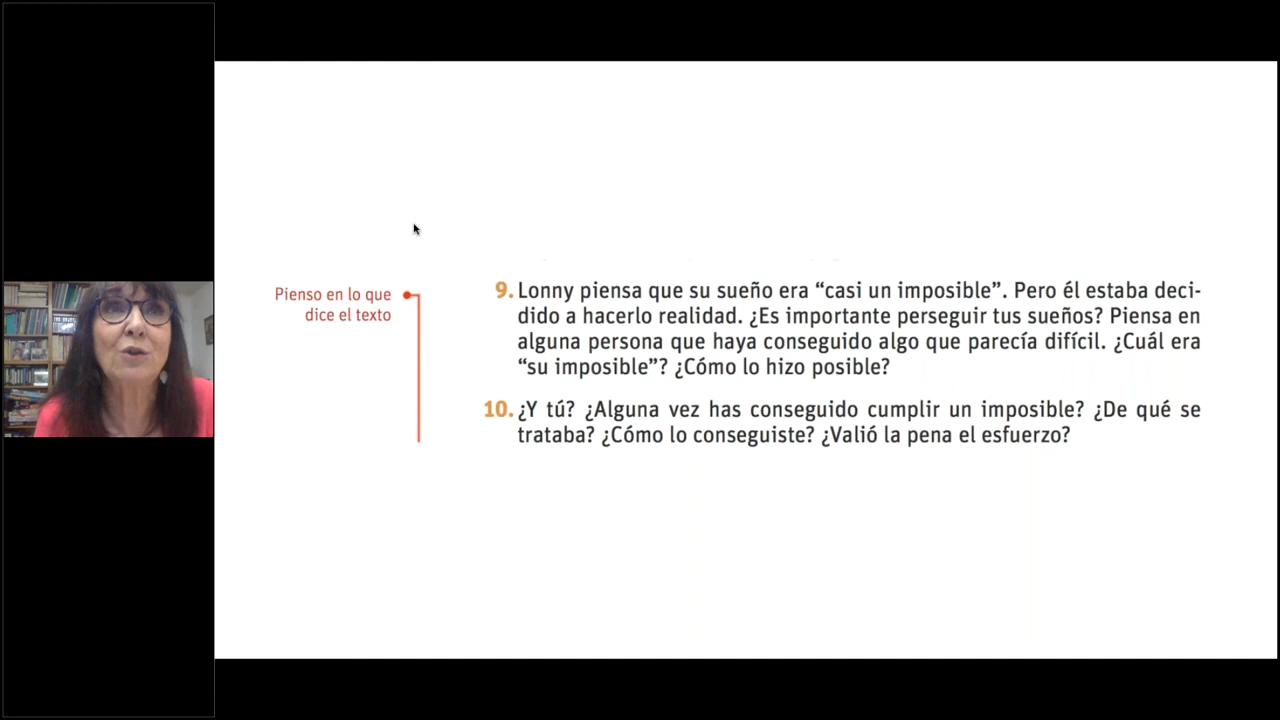 Pienso en lo que
dice el texto
9. Lonny piensa que su sueño era “casi un imposible”. Pero él estaba deci-
dido a hacerlo realidad. ¿Es importante perseguir tus sueños? Piensa en
alguna persona que haya conseguido algo que parecía difícil. ¿Cuál era
“su imposible”? ¿Cómo lo hizo posible?
10. ¿Y tú? ¿Alguna vez has conseguido cumplir un imposible? ¿De qué se
trataba? ¿Cómo lo conseguiste? ¿Valió la pena el esfuerzo?